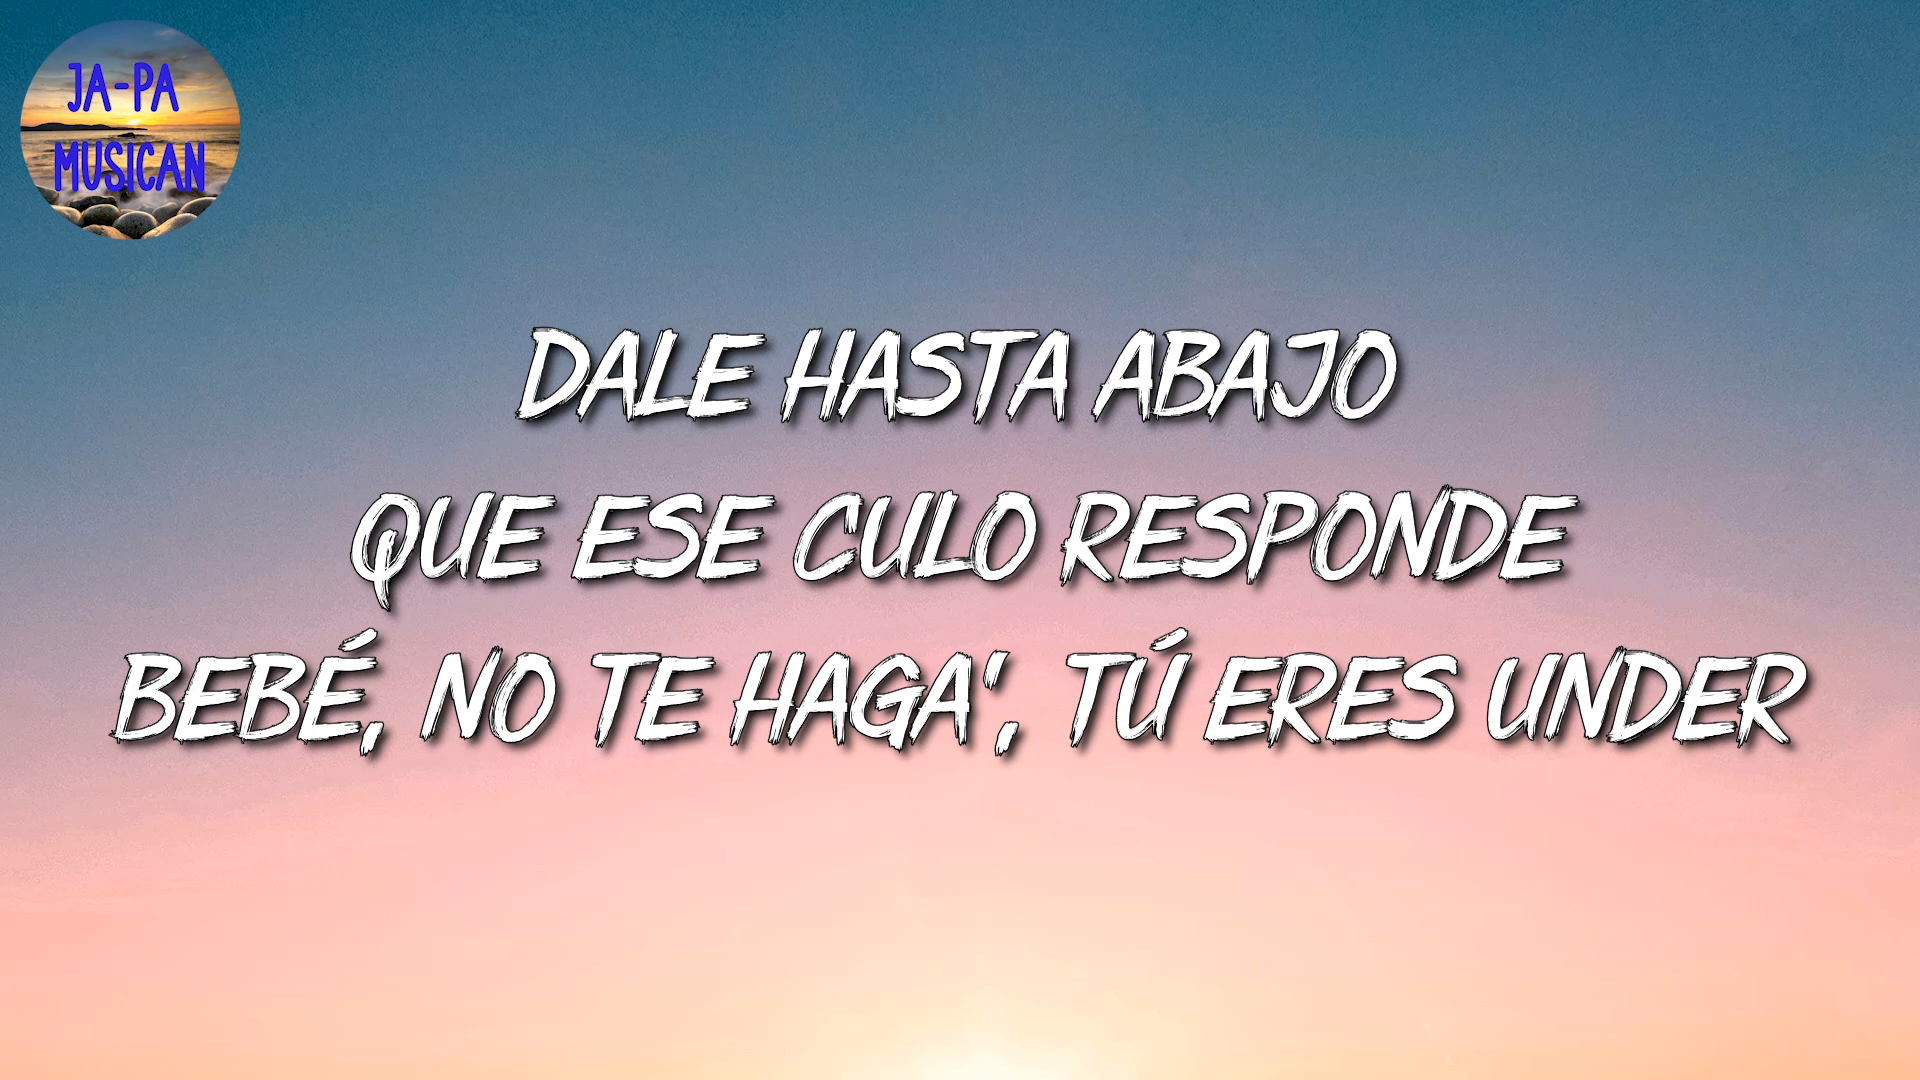 JA-PA
MUSICAN
DALE HASTA ABAJO
QUE ESE CULO RESPONDE
BEBÉ, NO TE HAGA', TÚ ERES UNDER